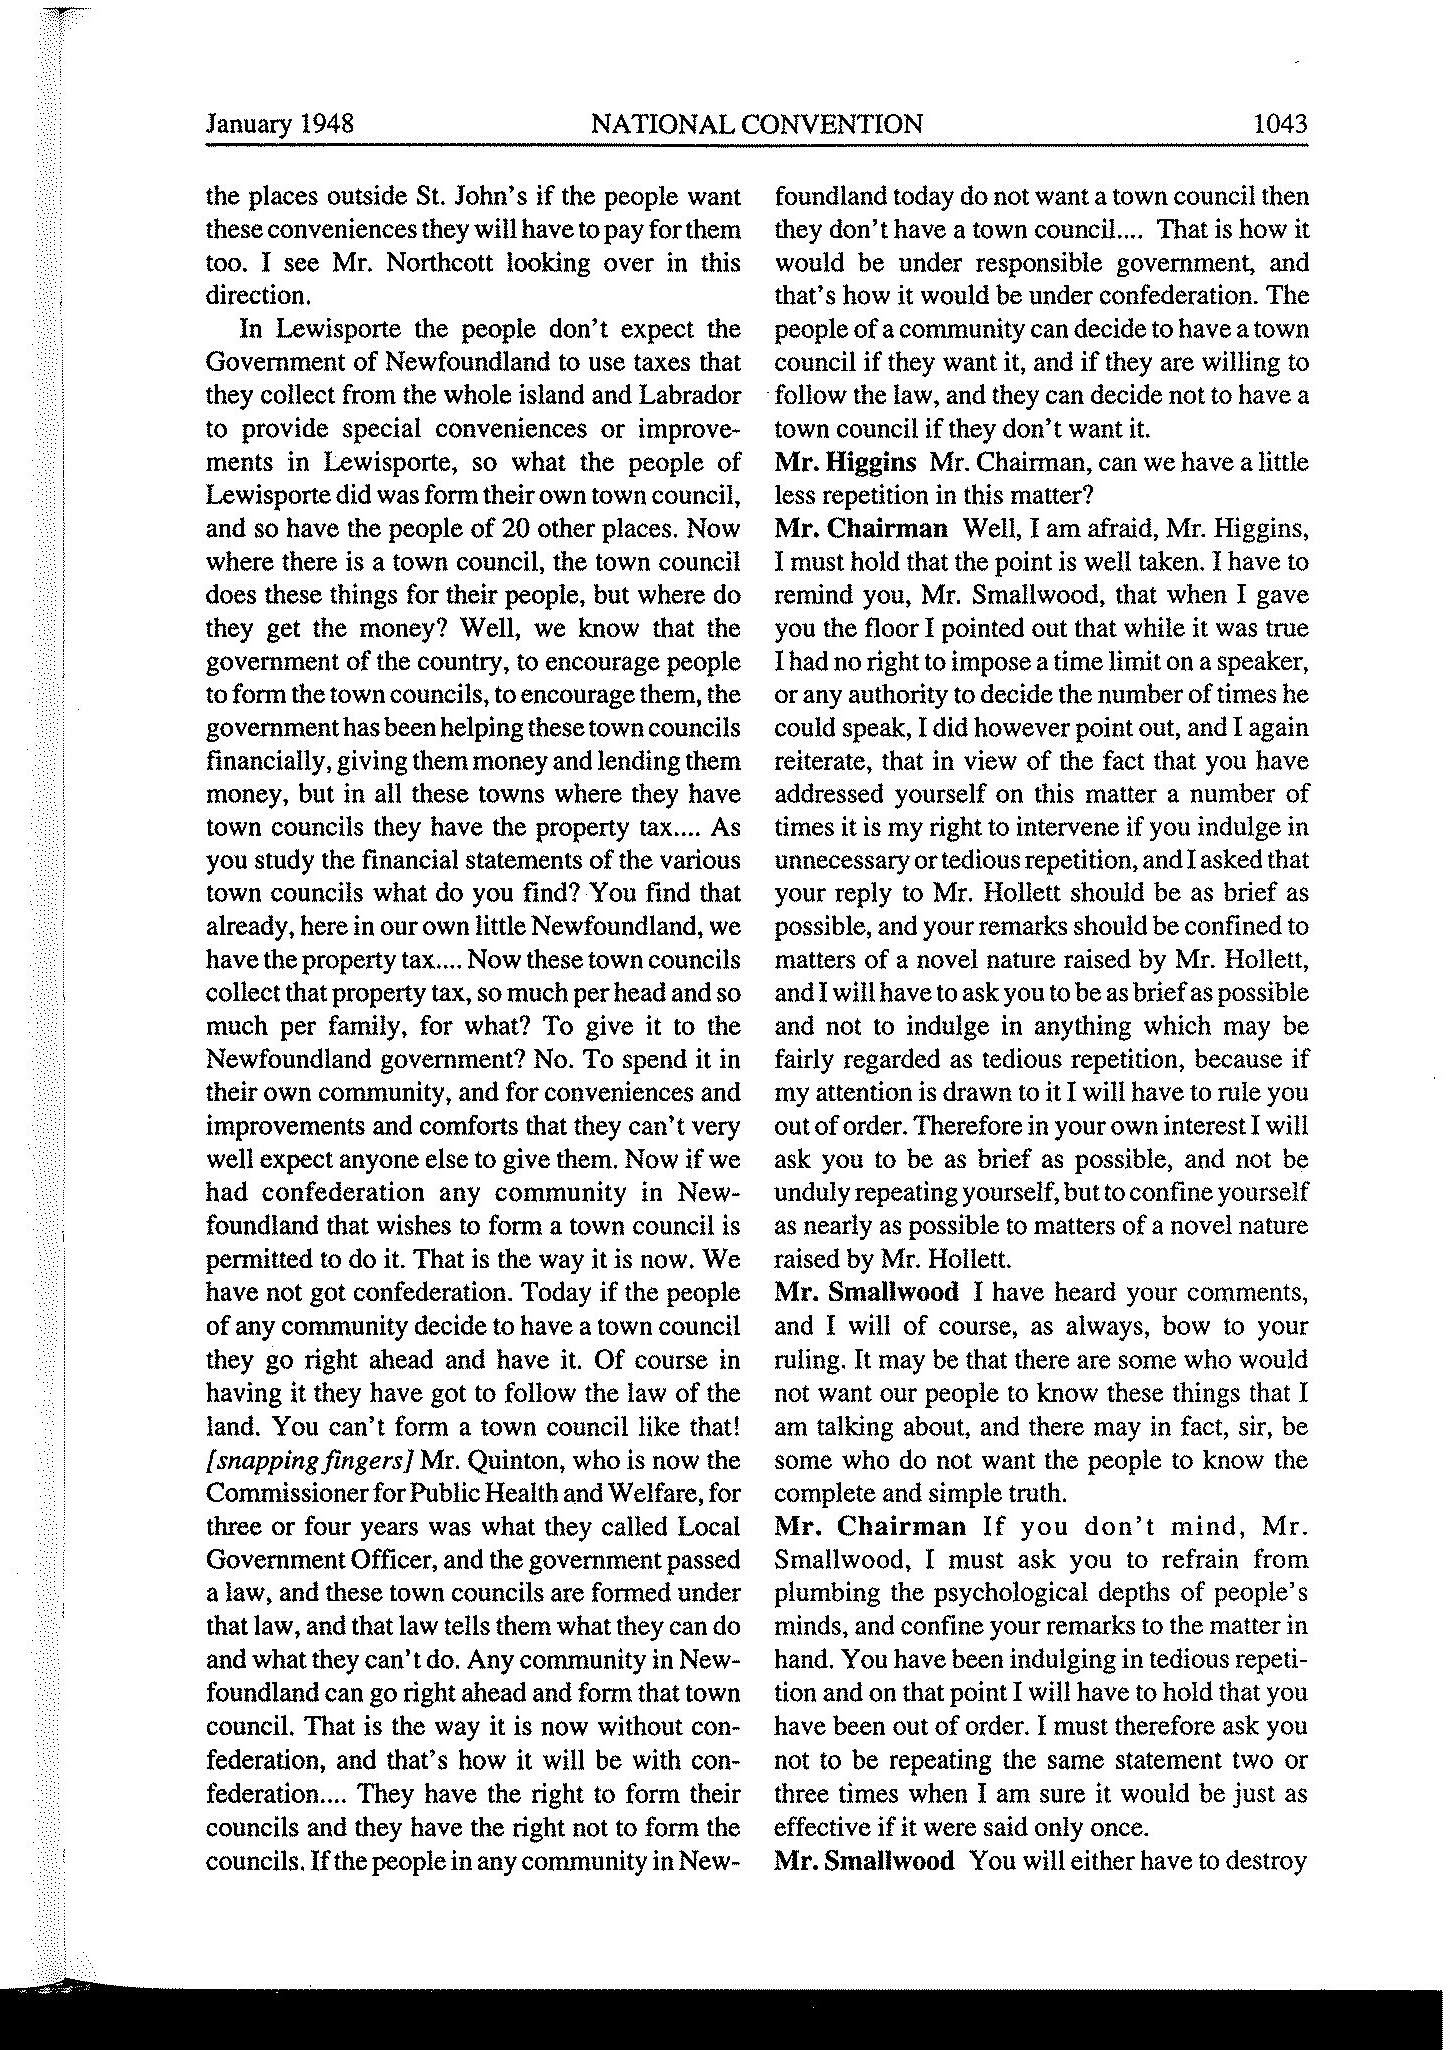 January 1948 NATIONAL CONVENTION 1043
the places outside St. John's if the people want
these conveniences they will have to pay for them
too. I see Mr. Northcott looking over in this
direction.
In Lewisporte the people don't expect the
Government of Newfoundland to use taxes that
they collect from the whole island and Labrador
to provide special conveniences or improve-
ments in Lewisporte, so what the people of
Lewisporte did was form their own town council,
and so have the people of 20 other places. Now
where there is a town council, the town council
does these things for their people, but where do
they get the money? Well, we know that the
government of the country, to encourage people
to form the town councils, to encourage them, the
government has been helping these town councils
financially, giving them money and lending them
money, but in all these towns where they have
town councils they have the property tax.... As
you study the financial statements of the various
town councils what do you find? You find that
already, here in our own little Newfoundland, we
have the property tax.... Now these town councils
collect that property tax, so much per head and so
much per family, for what? To give it to the
Newfoundland government? No. To spend it in
their own community, and for conveniences and
improvements and comforts that they can't very
well expect anyone else to give them. Now if we
had confederation any community in New-
foundland that wishes to form a town council is
permitted to do it. That is the way it is now. We
have not got confederation. Today if the people
of any community decide to have a town council
they go right ahead and have it. Of course in
having it they have got to follow the law of the
land. You can't form a town council like that!
[snapping fingers] Mr. Quinton, who is now the
Commissioner for Public Health and Welfare, for
three or four years was what they called Local
Government Officer, and the government passed
a law, and these town councils are formed under
that law, and that law tells them what they can do
and what they can't do. Any community in New-
foundland can go right ahead and form that town
council. That is the way it is now without con-
federation, and that's how it will be with con-
federation.... They have the right to form their
councils and they have the right not to form the
councils. If the people in any community in New-
foundland today do not want a town council then
they don't have a town council.... That is how it
would be under responsible government, and
that's how it would be under confederation. The
people of a community can decide to have a town
council if they want it, and if they are willing to
follow the law, and they can decide not to have a
town council if they don't want it.
Mr. Higgins Mr. Chairman, can we have a little
less repetition in this matter?
Mr. Chairman Well, I am afraid, Mr. Higgins,
I must hold that the point is well taken. I have to
remind you, Mr. Smallwood, that when I gave
you the floor I pointed out that while it was true
I had no right to impose a time limit on a speaker,
or any authority to decide the number of times he
could speak, I did however point out, and I again
reiterate, that in view of the fact that you have
addressed yourself on this matter a number of
times it is my right to intervene if you indulge in
unnecessary or tedious repetition, and I asked that
your reply to Mr. Hollett should be as brief as
possible, and your remarks should be confined to
matters of a novel nature raised by Mr. Hollett,
and I will have to ask you to be as brief as possible
and not to indulge in anything which may be
fairly regarded as tedious repetition, because if
my attention is drawn to it I will have to rule you
out of order. Therefore in your own interest I will
ask you to be as brief as possible, and not be
unduly repeating yourself, but to confine yourself
as nearly as possible to matters of a novel nature
raised by Mr. Hollett.
Mr. Smallwood I have heard your comments,
and I will of course, as always, bow to your
ruling. It may be that there are some who would
not want our people to know these things that I
am talking about, and there may in fact, sir, be
some who do not want the people to know the
complete and simple truth.
Mr. Chairman If you don't mind, Mr.
Smallwood, I must ask you to refrain from
plumbing the psychological depths of people's
minds, and confine your remarks to the matter in
hand. You have been indulging in tedious repeti-
tion and on that point I will have to hold that you
have been out of order. I must therefore ask you
not to be repeating the same statement two or
three times when I am sure it would be just as
effective if it were said only once.
Mr. Smallwood You will either have to destroy